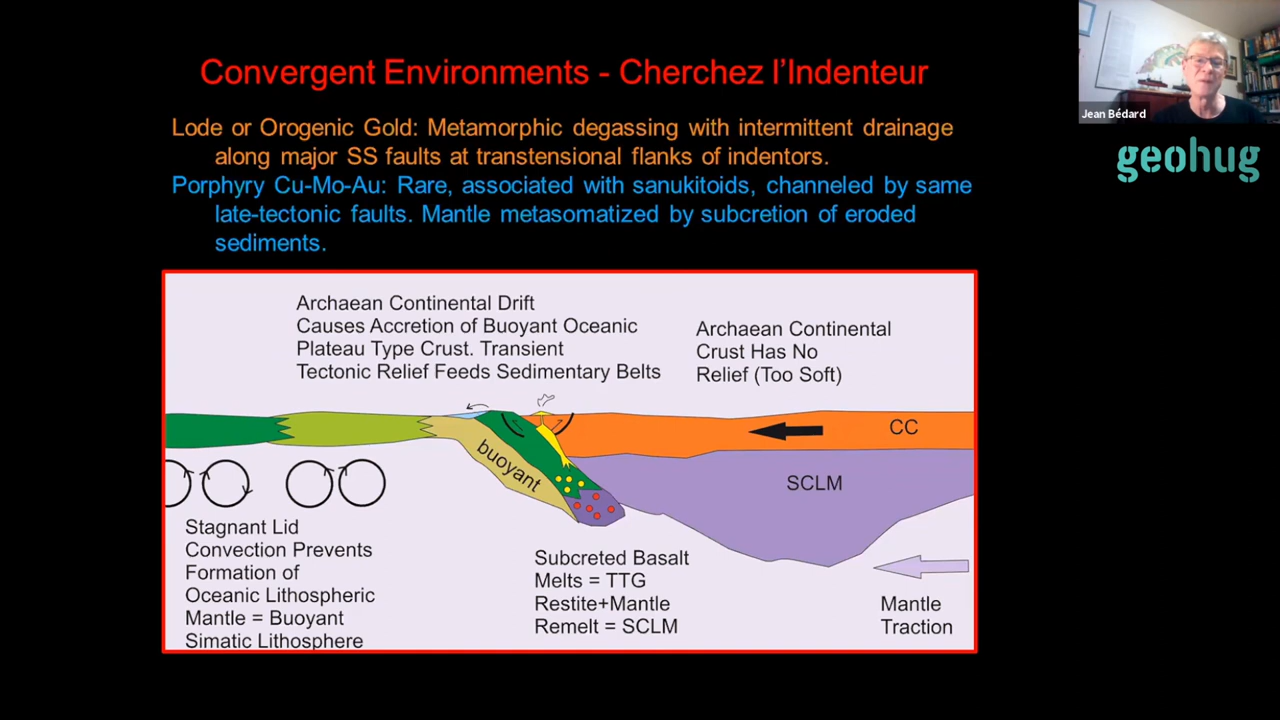 Convergent Environments - Cherchez l'Indenteur
Jean Bédard
geohug
Lode or Orogenic Gold: Metamorphic degassing with intermittent drainage
along major SS faults at transtensional flanks of indentors.
Porphyry Cu-Mo-Au: Rare, associated with sanukitoids, channeled by same
late-tectonic faults. Mantle metasomatized by subcretion of eroded
sediments.
Archaean Continental Drift
Causes Accretion of Buoyant Oceanic
Plateau Type Crust. Transient
Tectonic Relief Feeds Sedimentary Belts
Archaean Continental
Crust Has No
Relief (Too Soft)
CC
buoyant
SCLM
Stagnant Lid
Convection Prevents
Formation of
Oceanic Lithospheric
Mantle = Buoyant
Simatic Lithosphere
Subcreted Basalt
Melts = TTG
Restite+Mantle
Remelt = SCLM
Mantle
Traction